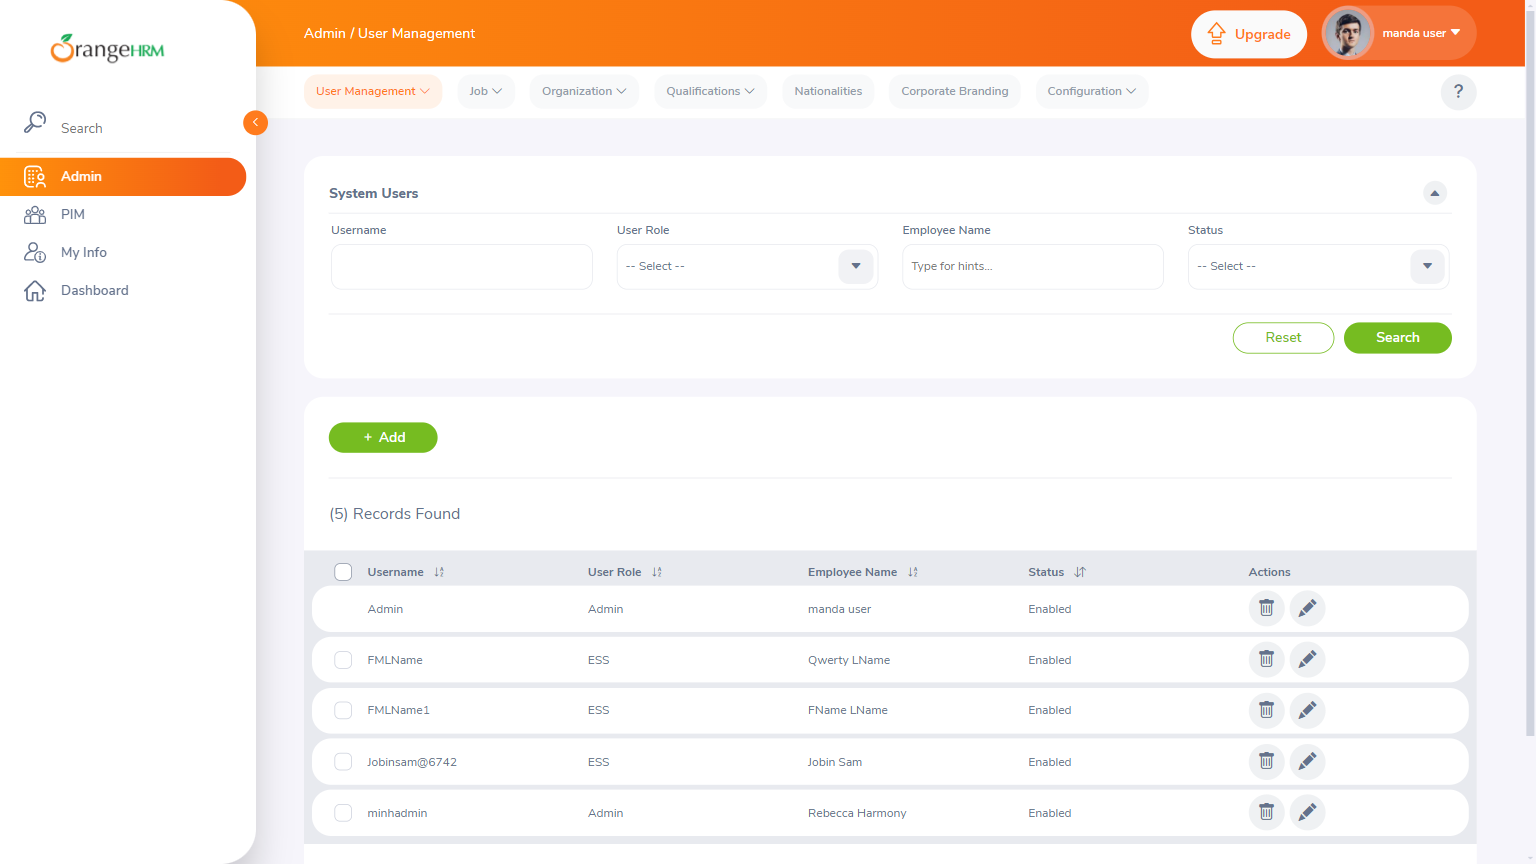 OrangeHRM
Search
Admin
PIM
My Info
Dashboard
Admin / User Management
Upgrade
manda user
User Management
Job
Organization
Qualifications
Nationalities
Corporate Branding
Configuration
?
System Users
Username
User Role
Employee Name
Status
-- Select --
Type for hints...
-- Select --
Reset
Search
+ Add
(5) Records Found
Username User Role Employee Name Status Actions
Admin Admin manda user Enabled
FMLName ESS Qwerty LName Enabled
FMLName1 ESS FName LName Enabled
Jobinsam@6742 ESS Jobin Sam Enabled
minhadmin Admin Rebecca Harmony Enabled